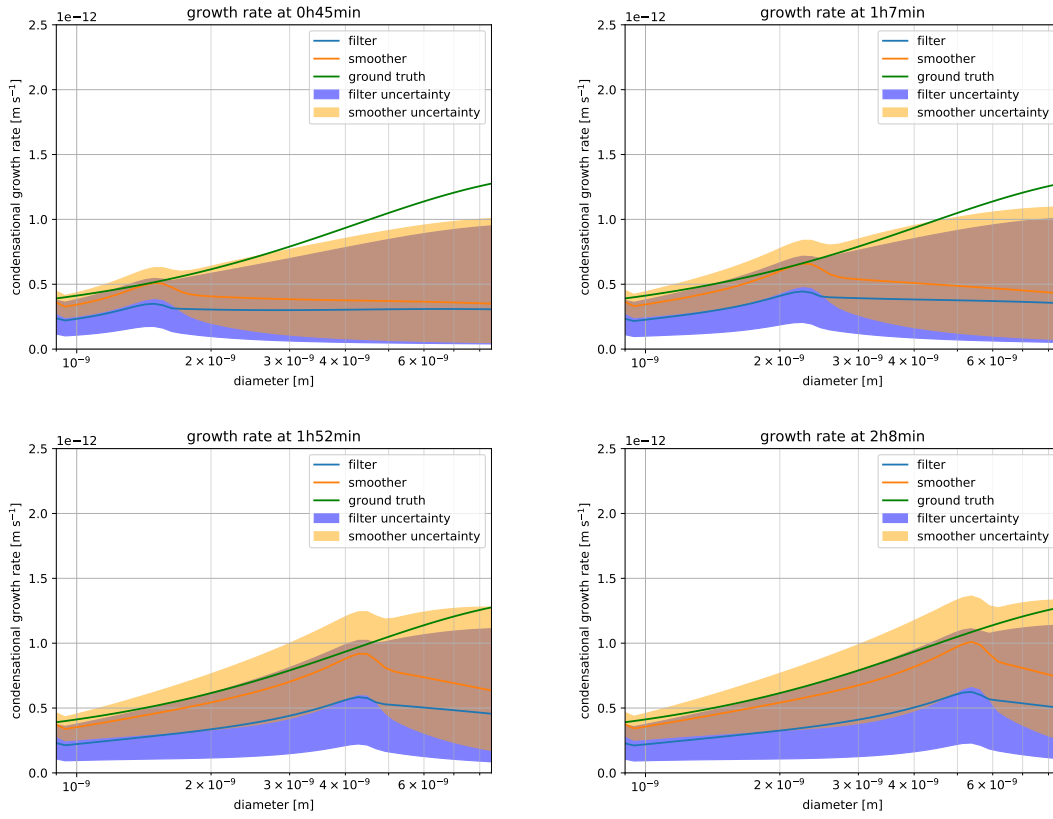 growth rate at 0h45min
1e−12
2.5
2.0
1.5
1.0
0.5
0.0
condensational growth rate [m s⁻¹]
filter
smoother
ground truth
filter uncertainty
smoother uncertainty
10⁻⁹
2 × 10⁻⁹
3 × 10⁻⁹
4 × 10⁻⁹
6 × 10⁻⁹
diameter [m]
growth rate at 1h7min
1e−12
2.5
2.0
1.5
1.0
0.5
0.0
condensational growth rate [m s⁻¹]
filter
smoother
ground truth
filter uncertainty
smoother uncertainty
10⁻⁹
2 × 10⁻⁹
3 × 10⁻⁹
4 × 10⁻⁹
6 × 10⁻⁹
diameter [m]
growth rate at 1h52min
1e−12
2.5
2.0
1.5
1.0
0.5
0.0
condensational growth rate [m s⁻¹]
filter
smoother
ground truth
filter uncertainty
smoother uncertainty
10⁻⁹
2 × 10⁻⁹
3 × 10⁻⁹
4 × 10⁻⁹
6 × 10⁻⁹
diameter [m]
growth rate at 2h8min
1e−12
2.5
2.0
1.5
1.0
0.5
0.0
condensational growth rate [m s⁻¹]
filter
smoother
ground truth
filter uncertainty
smoother uncertainty
10⁻⁹
2 × 10⁻⁹
3 × 10⁻⁹
4 × 10⁻⁹
6 × 10⁻⁹
diameter [m]